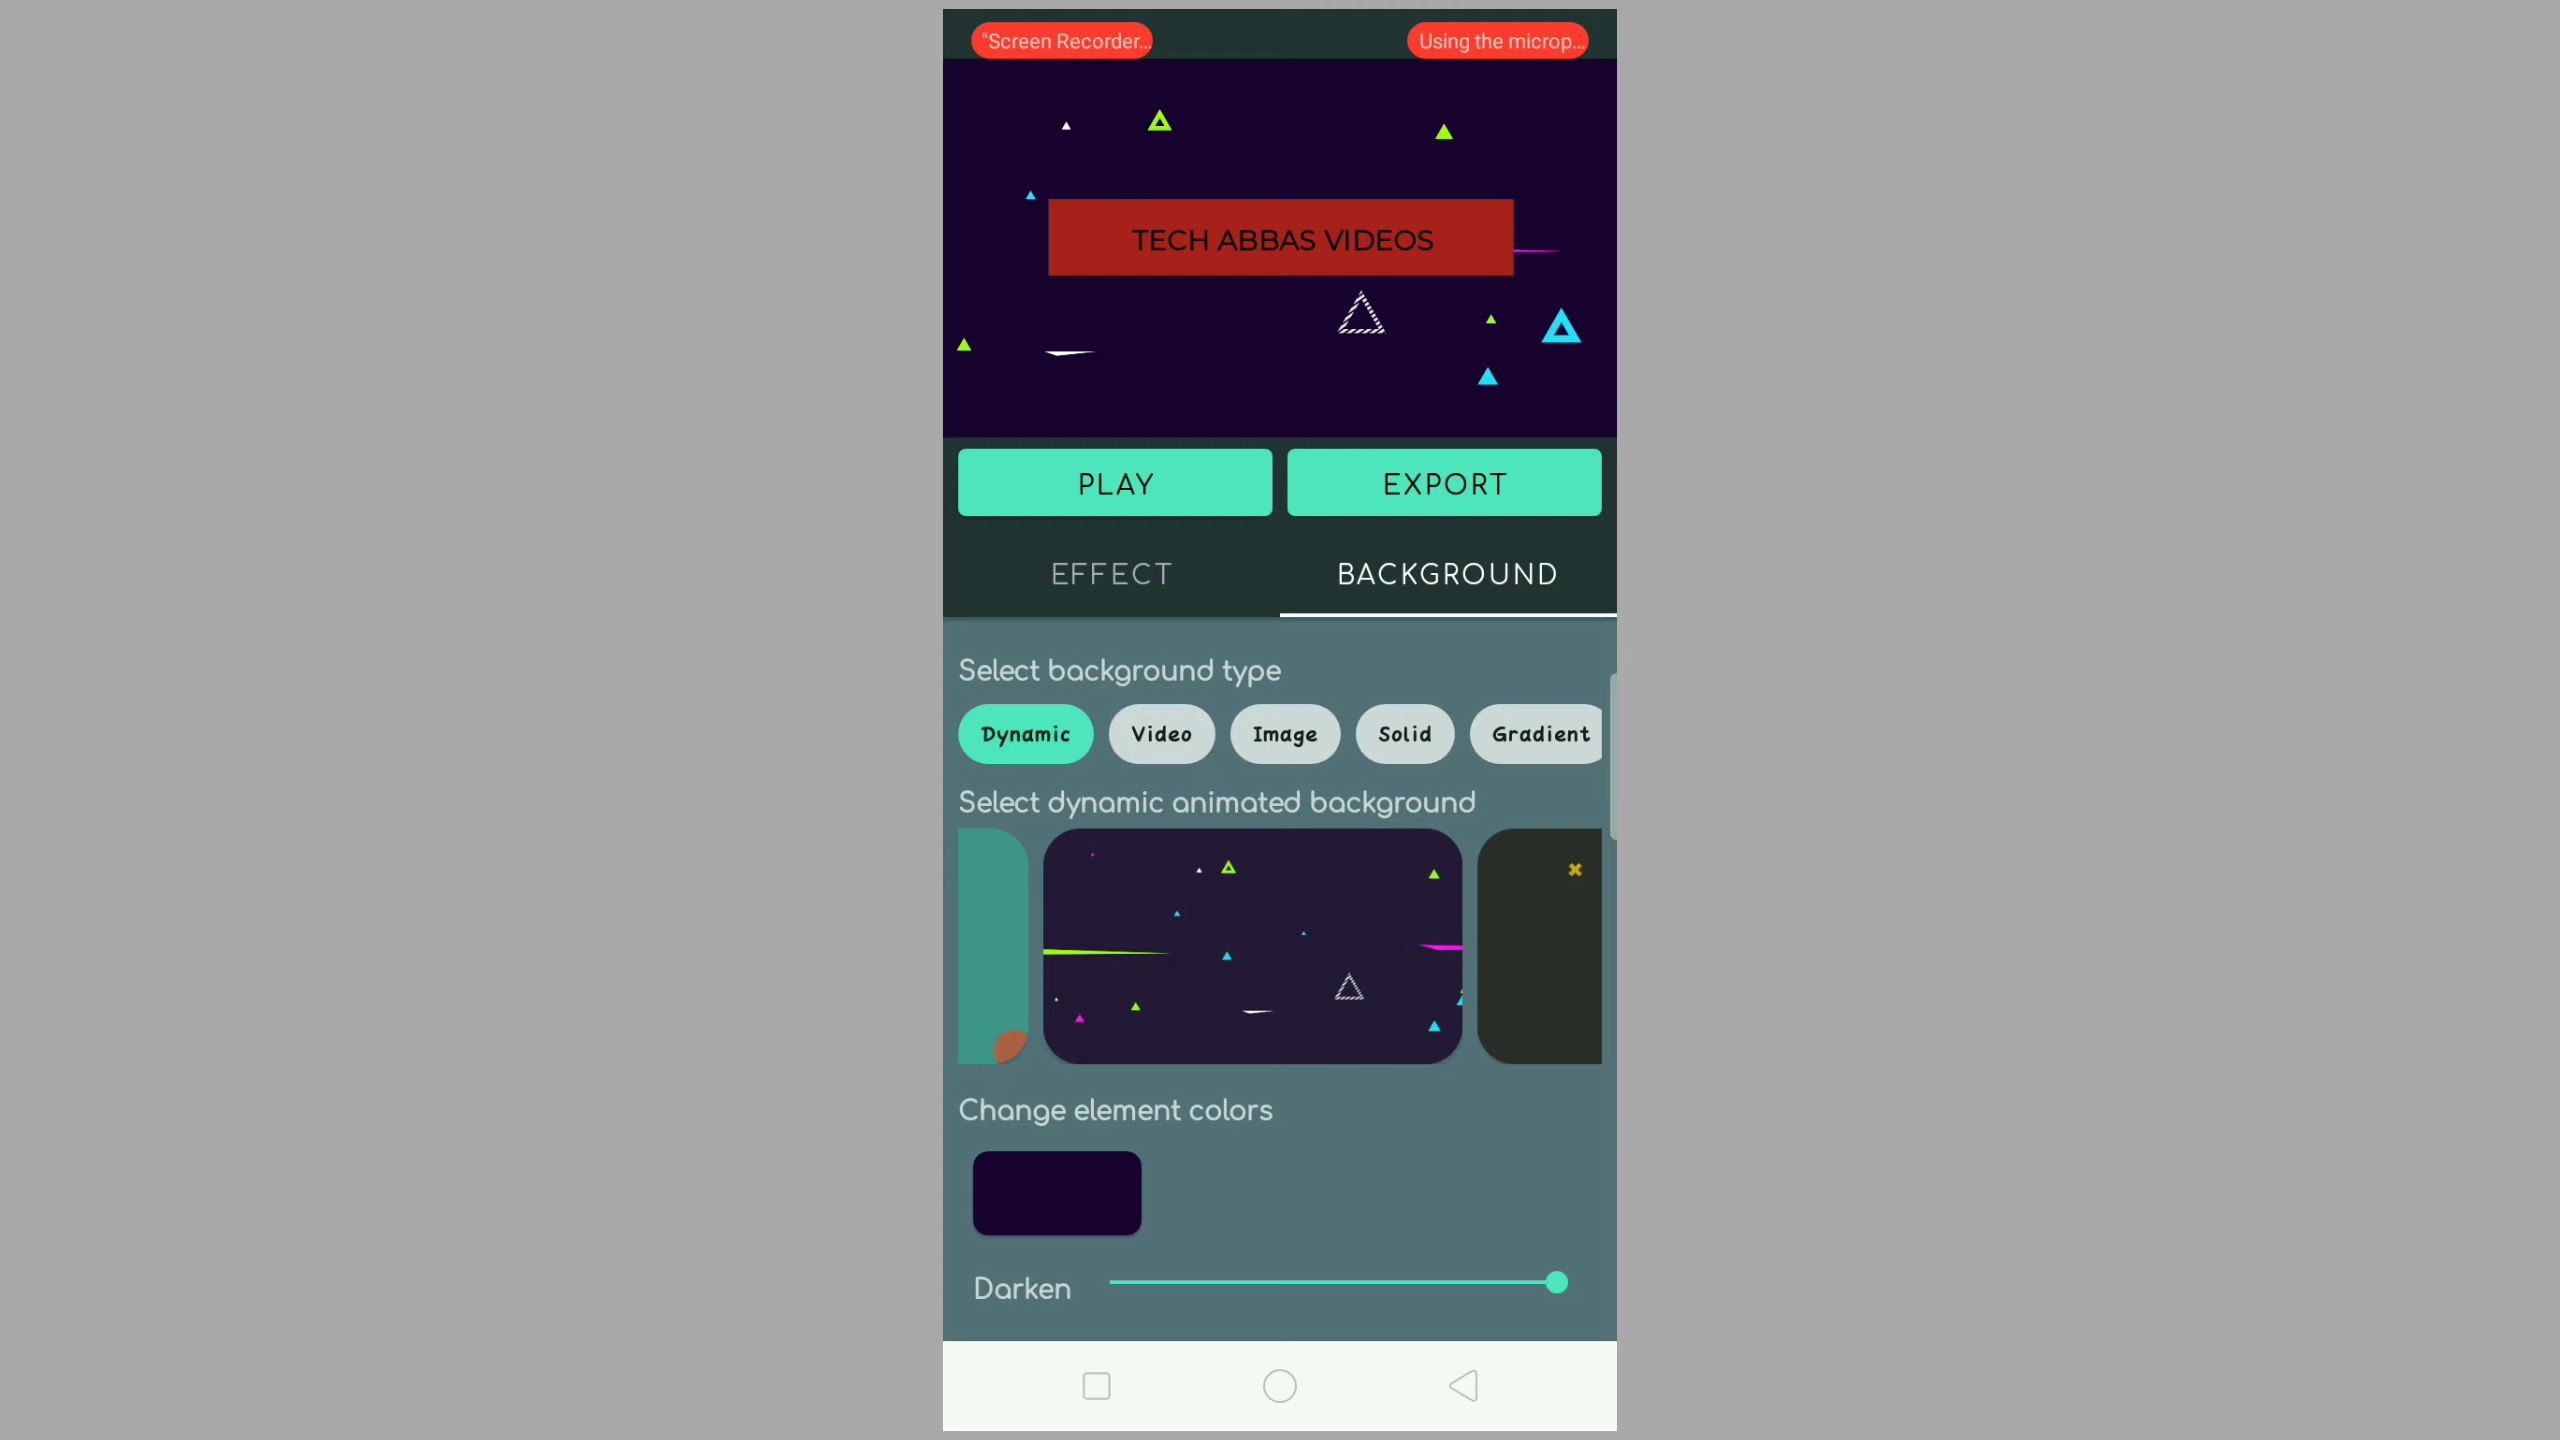 "Screen Recorder... Using the microp...
TECH ABBAS VIDEOS
PLAY EXPORT
EFFECT BACKGROUND
Select background type
Dynamic Video Image Solid Gradient
Select dynamic animated background
Change element colors
Darken